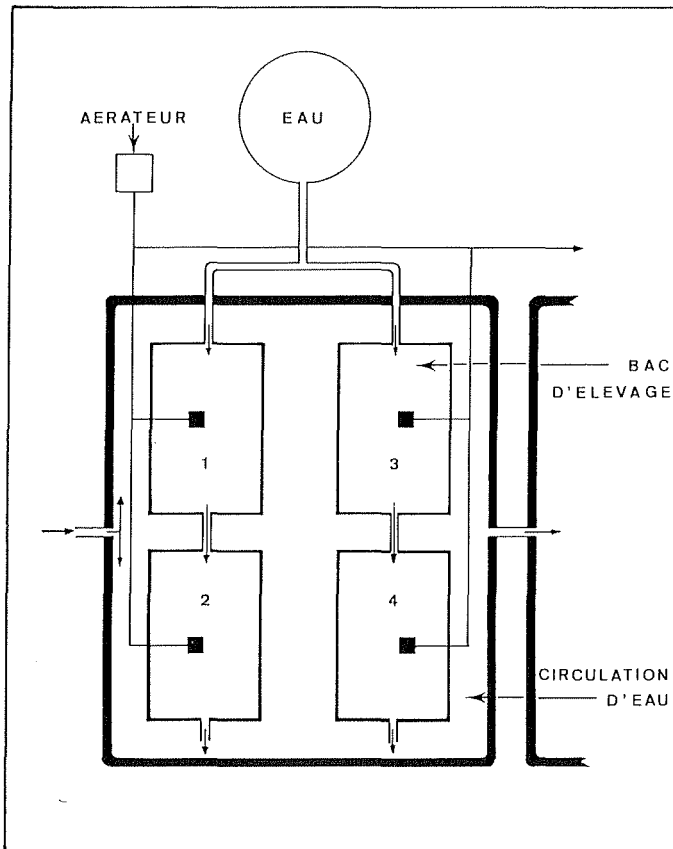 AERATEUR
EAU
BAC
D'ELEVAGE
1
3
2
4
CIRCULATION
D'EAU